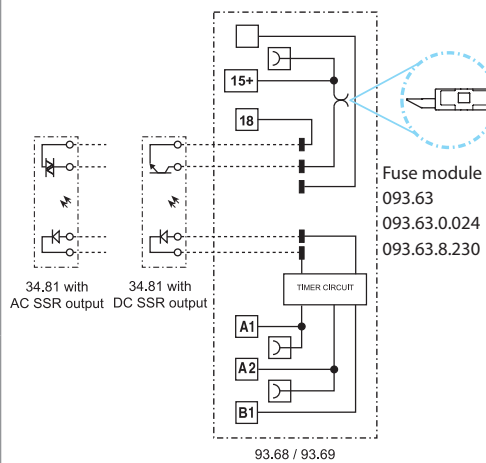 15+
18
Fuse module
093.63
093.63.0.024
093.63.8.230
34.81 with
AC SSR output
34.81 with
DC SSR output
TIMER CIRCUIT
A1
A2
B1
93.68 / 93.69